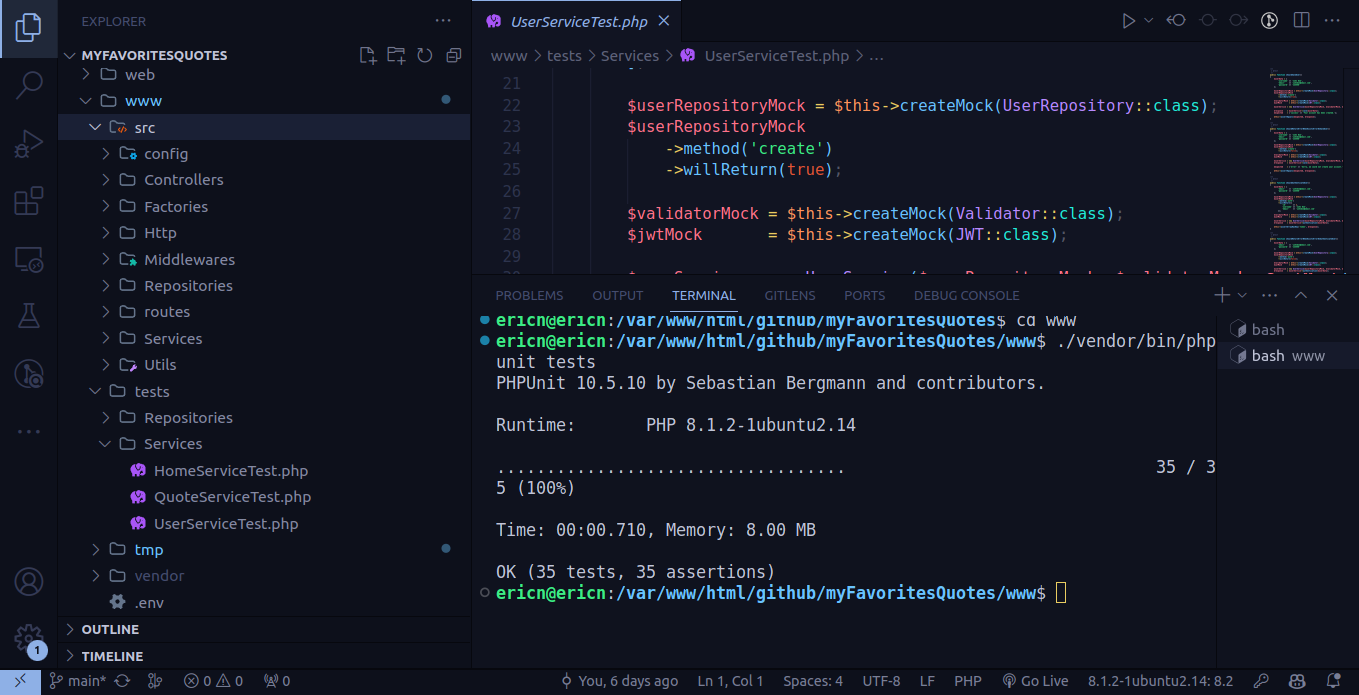 EXPLORER
MYFAVORITESQUOTES
web
www
src
config
Controllers
Factories
Http
Middlewares
Repositories
routes
Services
Utils
tests
Repositories
Services
HomeServiceTest.php
QuoteServiceTest.php
UserServiceTest.php
tmp
vendor
.env
OUTLINE
TIMELINE
1
UserServiceTest.php
www > tests > Services > UserServiceTest.php > ...
21
22 $userRepositoryMock = $this->createMock(UserRepository::class);
23 $userRepositoryMock
24 ->method('create')
25 ->willReturn(true);
26
27 $validatorMock = $this->createMock(Validator::class);
28 $jwtMock = $this->createMock(JWT::class);
29
PROBLEMS OUTPUT TERMINAL GITLENS PORTS DEBUG CONSOLE
ericn@ericn:/var/www/html/github/myFavoritesQuotes$ cd www
ericn@ericn:/var/www/html/github/myFavoritesQuotes/www$ ./vendor/bin/php
unit tests
PHPUnit 10.5.10 by Sebastian Bergmann and contributors.
Runtime: PHP 8.1.2-1ubuntu2.14
................................... 35 / 3
5 (100%)
Time: 00:00.710, Memory: 8.00 MB
OK (35 tests, 35 assertions)
ericn@ericn:/var/www/html/github/myFavoritesQuotes/www$
bash
bash www
main* 0 0 0 You, 6 days ago Ln 1, Col 1 Spaces: 4 UTF-8 LF PHP Go Live 8.1.2-1ubuntu2.14: 8.2